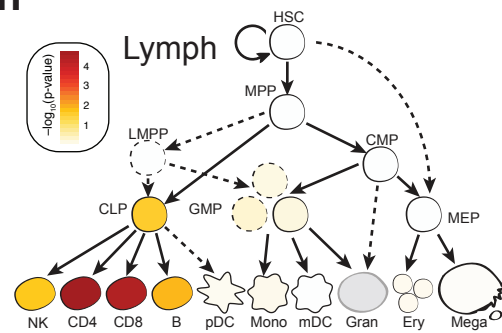 HSC
Lymph
–log10(p-value)
4
3
2
1
MPP
LMPP
CMP
CLP
GMP
MEP
NK CD4 CD8 B pDC Mono mDC Gran Ery Mega